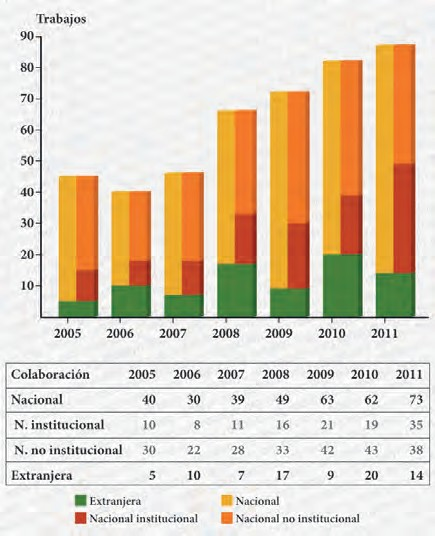 Trabajos
90
80
70
60
50
40
30
20
10
2005 2006 2007 2008 2009 2010 2011
Colaboración 2005 2006 2007 2008 2009 2010 2011
Nacional 40 30 39 49 63 62 73
N. institucional 10 8 11 16 21 19 35
N. no institucional 30 22 28 33 42 43 38
Extranjera 5 10 7 17 9 20 14
Extranjera Nacional
Nacional institucional Nacional no institucional